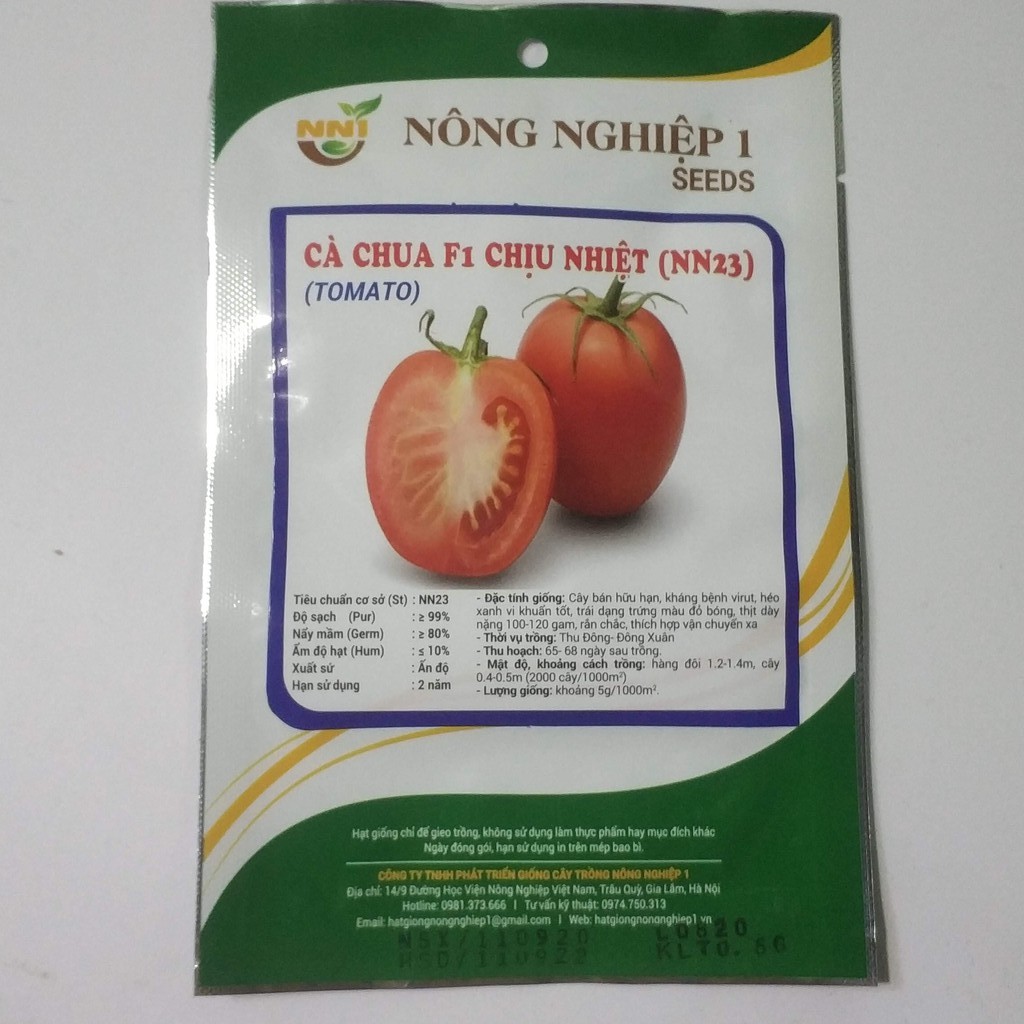 NN1
NÔNG NGHIỆP 1
SEEDS
CÀ CHUA F1 CHỊU NHIỆT (NN23)
(TOMATO)
Tiêu chuẩn cơ sở (St) : NN23
Độ sạch (Pur) : ≥ 99%
Nẩy mầm (Germ) : ≥ 80%
Ẩm độ hạt (Hum) : ≤ 10%
Xuất sứ : Ấn độ
Hạn sử dụng : 2 năm
- Đặc tính giống: Cây bán hữu hạn, kháng bệnh virut, héo
xanh vi khuẩn tốt, trái dạng trứng màu đỏ bóng, thịt dày
nặng 100-120 gam, rắn chắc, thích hợp vận chuyển xa
- Thời vụ trồng: Thu Đông- Đông Xuân
- Thu hoạch: 65- 68 ngày sau trồng.
- Mật độ, khoảng cách trồng: hàng đôi 1.2-1.4m, cây
0.4-0.5m (2000 cây/1000m²)
- Lượng giống: khoảng 5g/1000m².
Hạt giống chỉ để gieo trồng, không sử dụng làm thực phẩm hay mục đích khác
Ngày đóng gói, hạn sử dụng in trên mép bao bì.
CÔNG TY TNHH PHÁT TRIỂN GIỐNG CÂY TRỒNG NÔNG NGHIỆP 1
Địa chỉ: 14/9 Đường Học Viện Nông Nghiệp Việt Nam, Trâu Quỳ, Gia Lâm, Hà Nội
Hotline: 0981.373.666 | Tư vấn kỹ thuật: 0974.750.313
Email: hatgiongnongnghiep1@gmail.com | Web: hatgiongnongnghiep1.vn
NSX/110920 L0620
HSD/110922 KLT0.5G